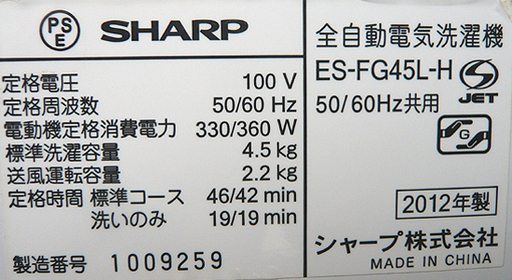 PSE SHARP
定格電圧 100 V
定格周波数 50/60 Hz
電動機定格消費電力 330/360 W
標準洗濯容量 4.5 kg
送風運転容量 2.2 kg
定格時間 標準コース 46/42 min
洗いのみ 19/19 min
製造番号 1009259
全自動電気洗濯機
ES-FG45L-H
JET
50/60Hz共用
G
2012年製
シャープ株式会社
MADE IN CHINA